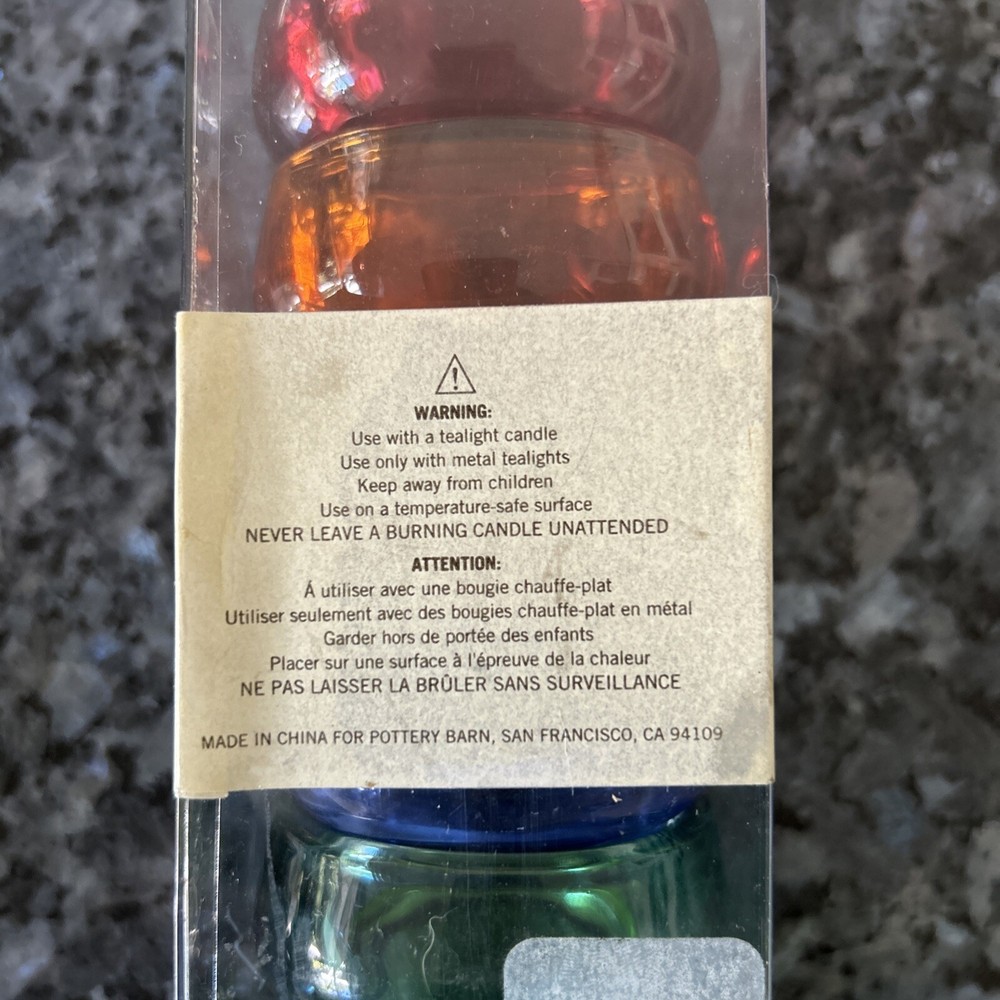 WARNING:
Use with a tealight candle
Use only with metal tealights
Keep away from children
Use on a temperature-safe surface
NEVER LEAVE A BURNING CANDLE UNATTENDED
ATTENTION:
Á utiliser avec une bougie chauffe-plat
Utiliser seulement avec des bougies chauffe-plat en métal
Garder hors de portée des enfants
Placer sur une surface à l'épreuve de la chaleur
NE PAS LAISSER LA BRÛLER SANS SURVEILLANCE
MADE IN CHINA FOR POTTERY BARN, SAN FRANCISCO, CA 94109